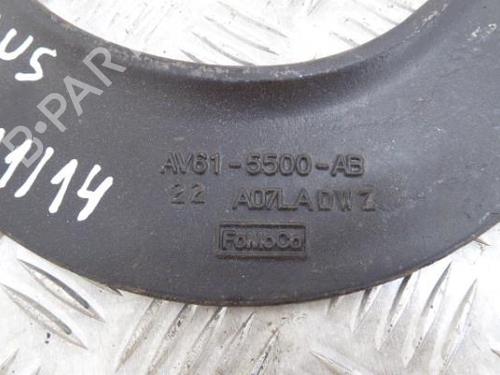 US
1/14
B-PAR
AV61-5500-AB
22 A07LADWZ
FoMoCo